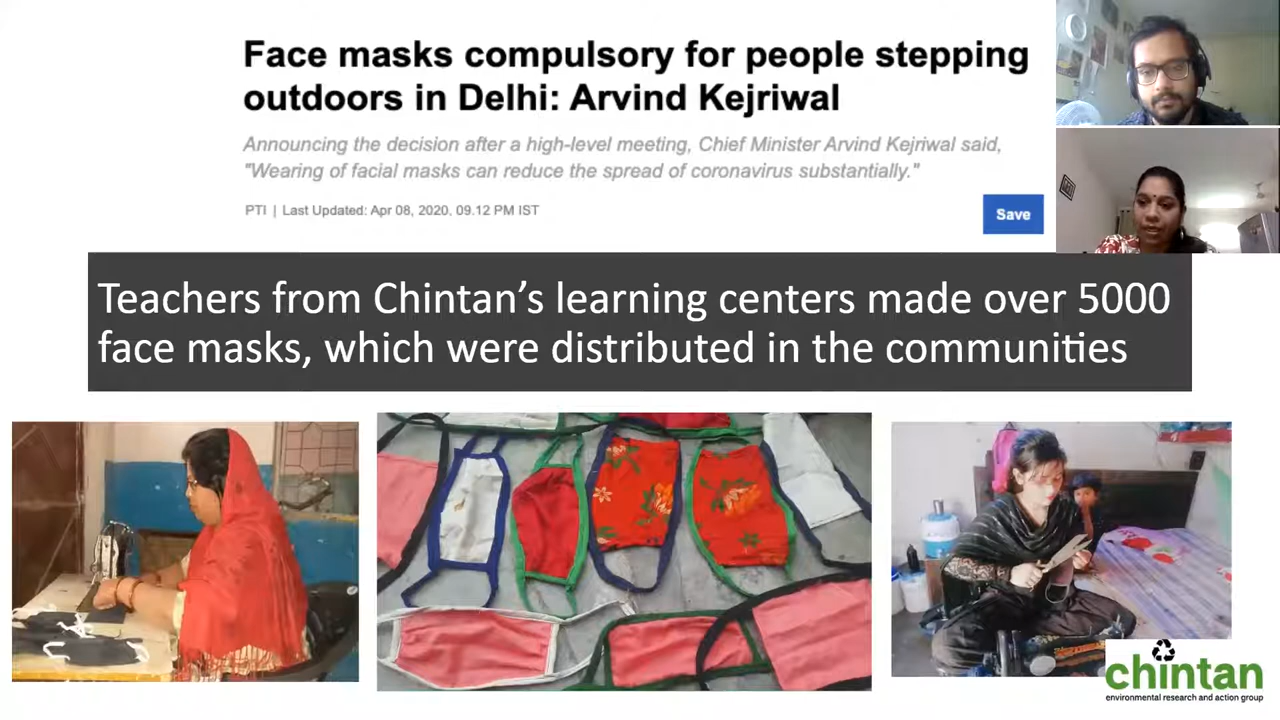 Face masks compulsory for people stepping
outdoors in Delhi: Arvind Kejriwal
Announcing the decision after a high-level meeting, Chief Minister Arvind Kejriwal said,
"Wearing of facial masks can reduce the spread of coronavirus substantially."
PTI | Last Updated: Apr 08, 2020, 09.12 PM IST
Save
Teachers from Chintan’s learning centers made over 5000
face masks, which were distributed in the communities
chintan
environmental research and action group